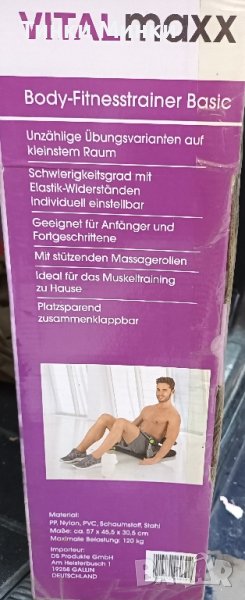 VITALmaxx
Body-Fitnesstrainer Basic
Unzählige Übungsvarianten auf
kleinstem Raum
Schwierigkeitsgrad mit
Elastik-Widerständen
individuell einstellbar
Geeignet für Anfänger und
Fortgeschrittene
Mit stützenden Massagerollen
Ideal für das Muskeltraining
zu Hause
Platzsparend
zusammenklappbar
Material:
PP, Nylon, PVC, Schaumstoff, Stahl
Maße: ca. 57 x 46,5 x 30,5 cm
Maximale Belastung: 120 kg
Importeur:
DS Produkte GmbH
Am Heisterbusch 1
19258 GALLIN
DEUTSCHLAND